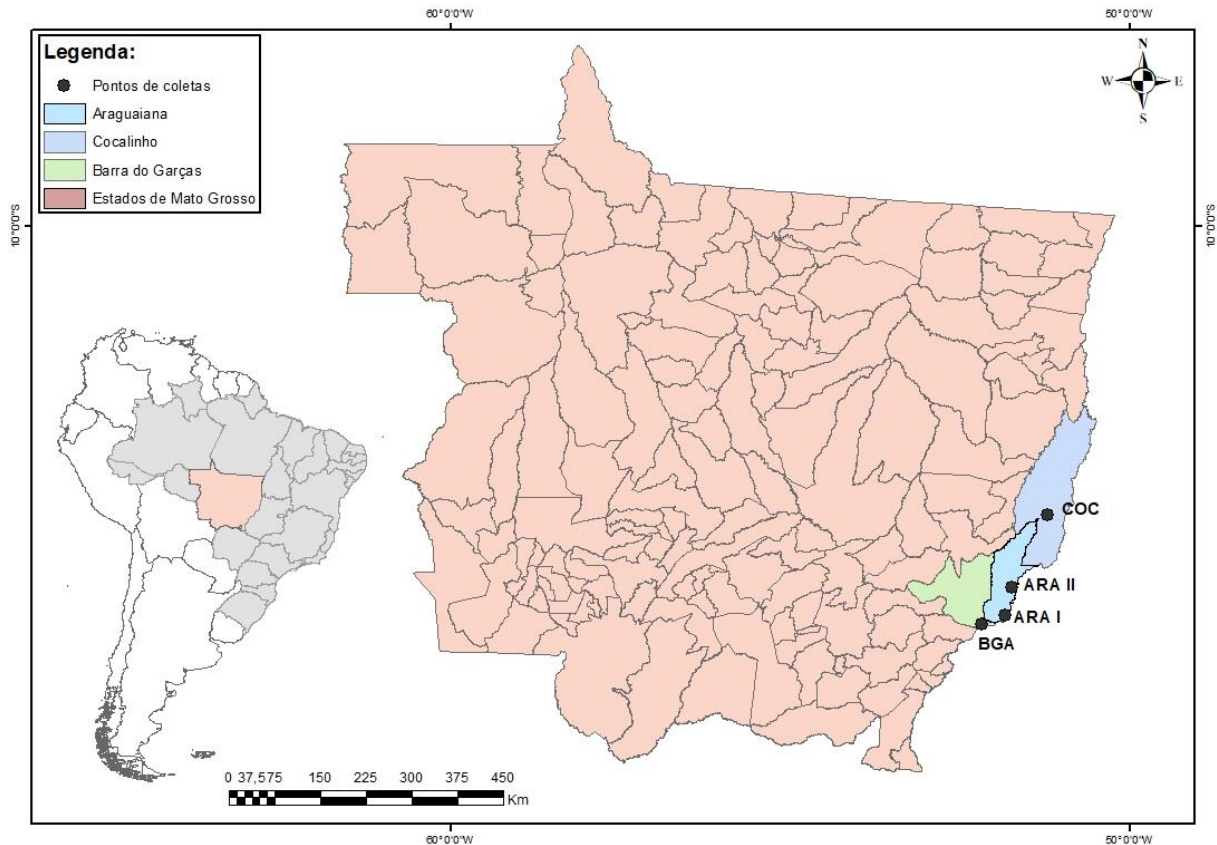 60°0'0"W
50°0'0"W
Legenda:
Pontos de coletas
Araguaiana
Cocalinho
Barra do Garças
Estados de Mato Grosso
N
W
E
S
10°0'0"S
10°0'0"S
COC
ARA II
ARA I
BGA
0 37,575 150 225 300 375 450
Km
60°0'0"W
50°0'0"W